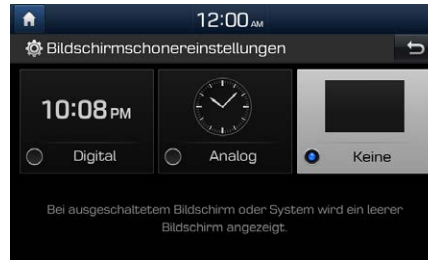 12:00 AM
Bildschirmschonereinstellungen
10:08 PM
Digital
Analog
Keine
Bei ausgeschaltetem Bildschirm oder System wird ein leerer
Bildschirm angezeigt.